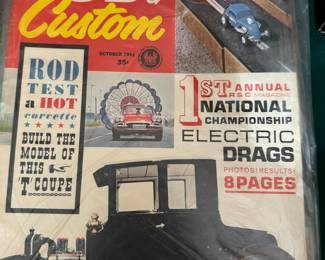 Custom
OCTOBER 1964
35¢
ROD
TEST
a HOT
corvette
BUILD
THE MODEL
OF THIS
"T" COUPE
1ST ANNUAL
R&C MAGAZINE
NATIONAL
CHAMPIONSHIP
ELECTRIC
DRAGS
PHOTOS! RESULTS!
8 PAGES